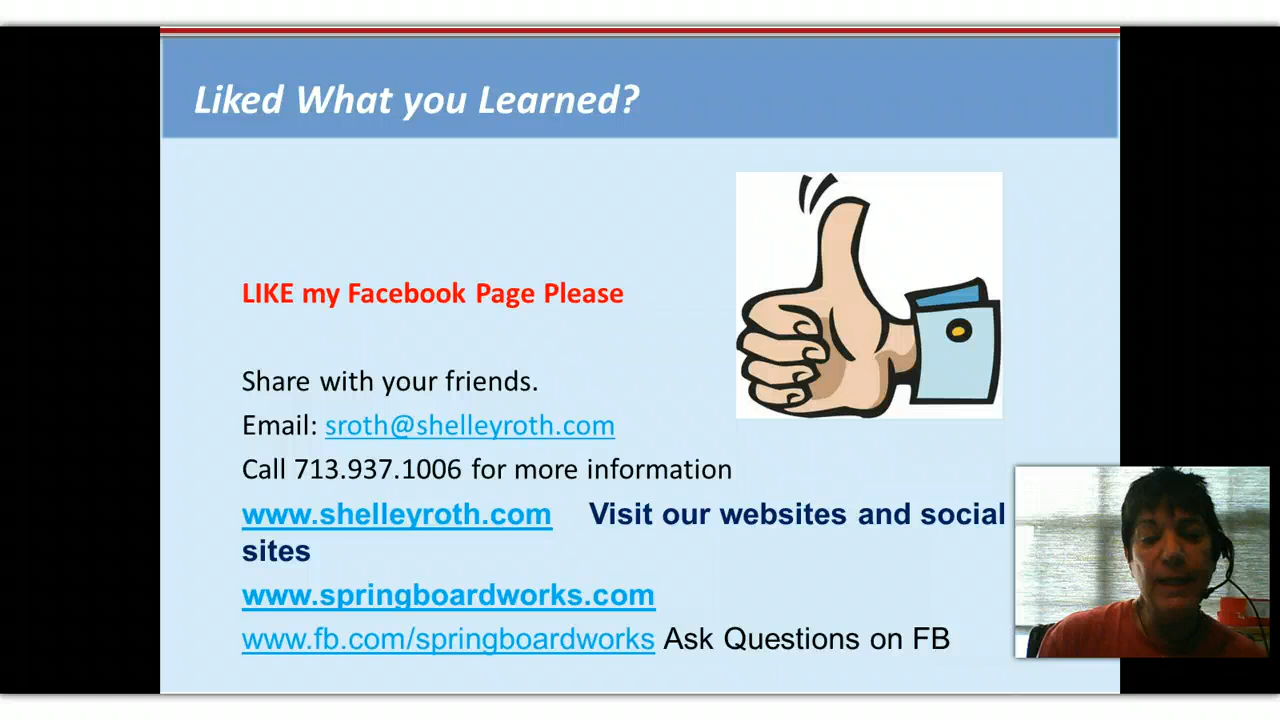 Liked What you Learned?
LIKE my Facebook Page Please
Share with your friends.
Email: sroth@shelleyroth.com
Call 713.937.1006 for more information
www.shelleyroth.com Visit our websites and social
sites
www.springboardworks.com
www.fb.com/springboardworks Ask Questions on FB